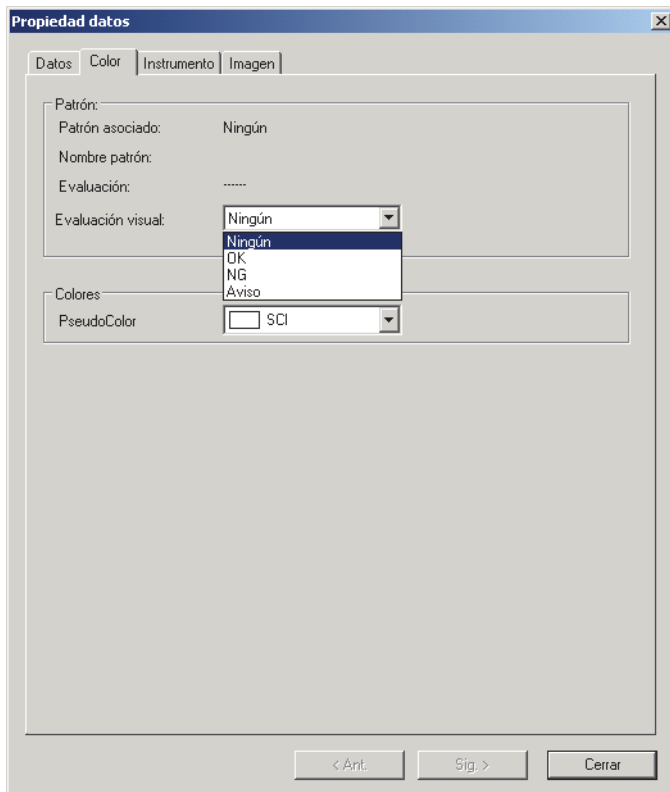 Propiedad datos
Datos Color Instrumento Imagen
Patrón:
Patrón asociado: Ningún
Nombre patrón:
Evaluación: ------
Evaluación visual: Ningún
Ningún
OK
NG
Aviso
Colores
PseudoColor SCI
< Ant. Sig. > Cerrar